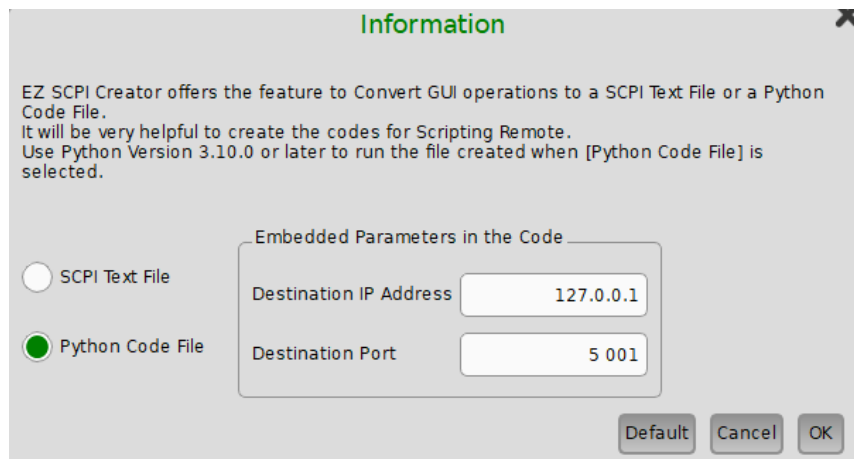 Information
EZ SCPI Creator offers the feature to Convert GUI operations to a SCPI Text File or a Python
Code File.
It will be very helpful to create the codes for Scripting Remote.
Use Python Version 3.10.0 or later to run the file created when [Python Code File] is
selected.
Embedded Parameters in the Code
SCPI Text File
Destination IP Address 127.0.0.1
Python Code File
Destination Port 5 001
Default Cancel OK